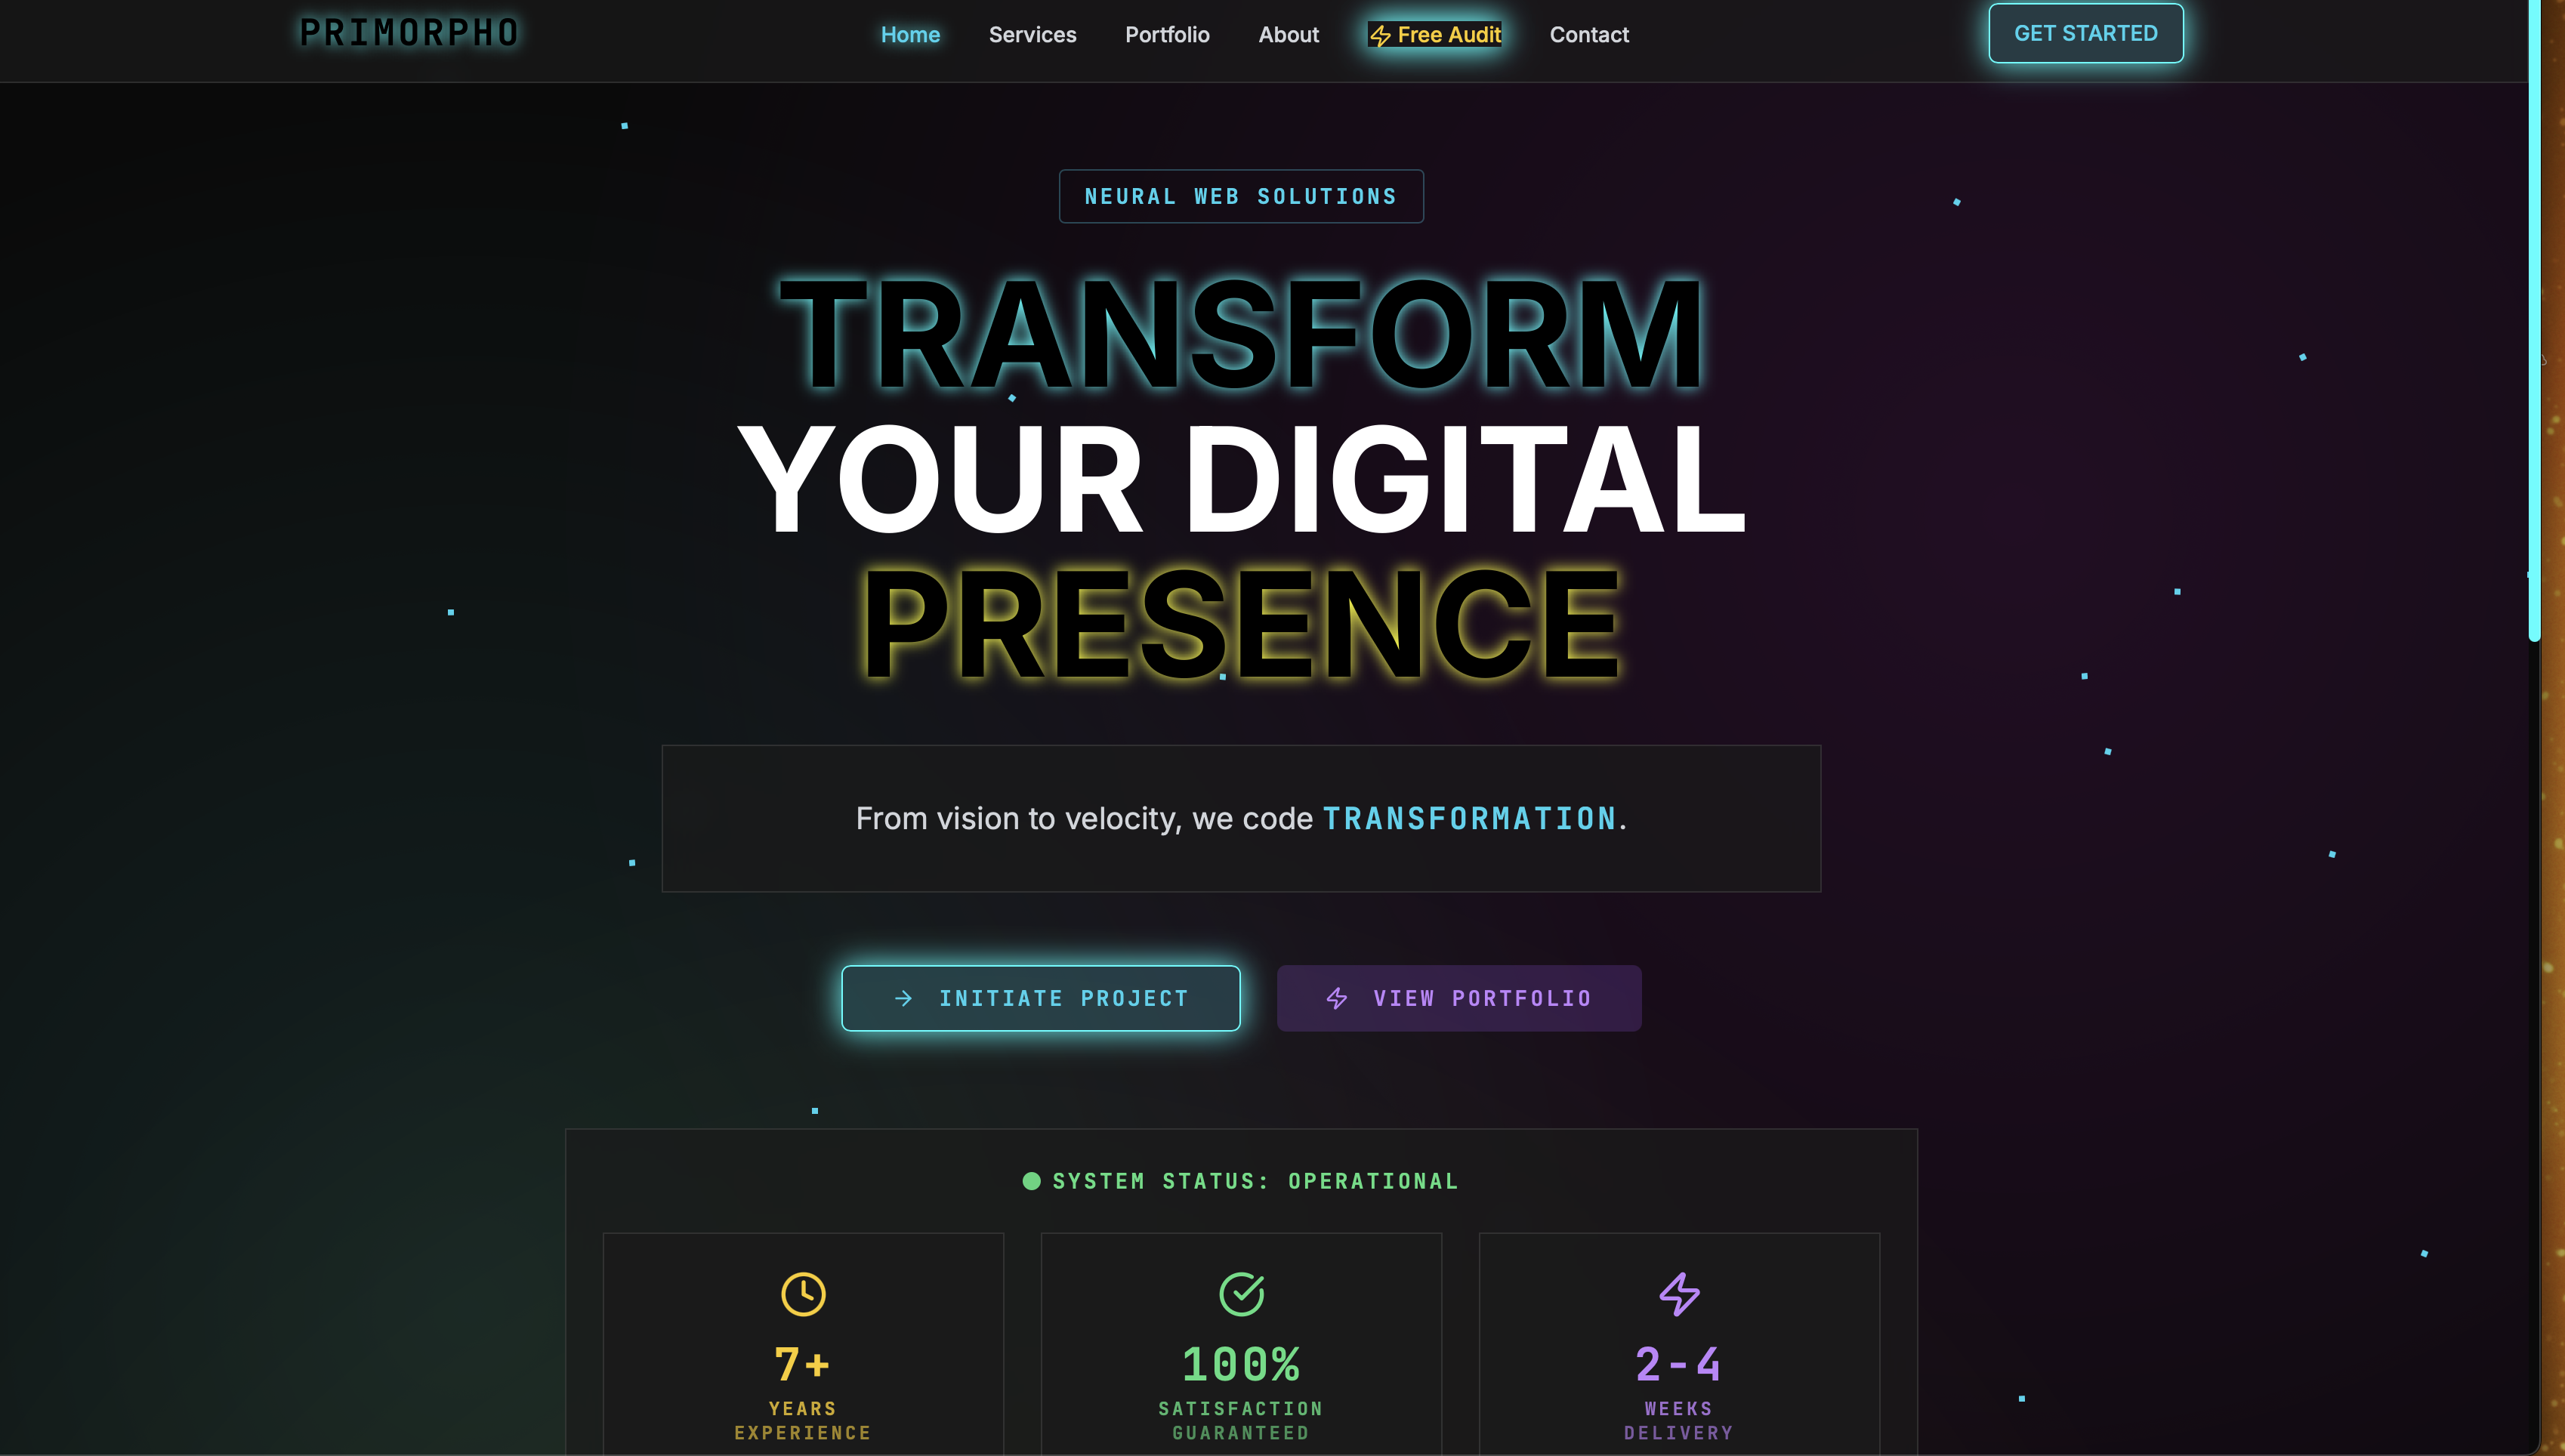 PRIMORPHO
Home Services Portfolio About Free Audit Contact
GET STARTED
NEURAL WEB SOLUTIONS
TRANSFORM
YOUR DIGITAL
PRESENCE
From vision to velocity, we code TRANSFORMATION.
INITIATE PROJECT
VIEW PORTFOLIO
SYSTEM STATUS: OPERATIONAL
7+
YEARS
EXPERIENCE
100%
SATISFACTION
GUARANTEED
2-4
WEEKS
DELIVERY